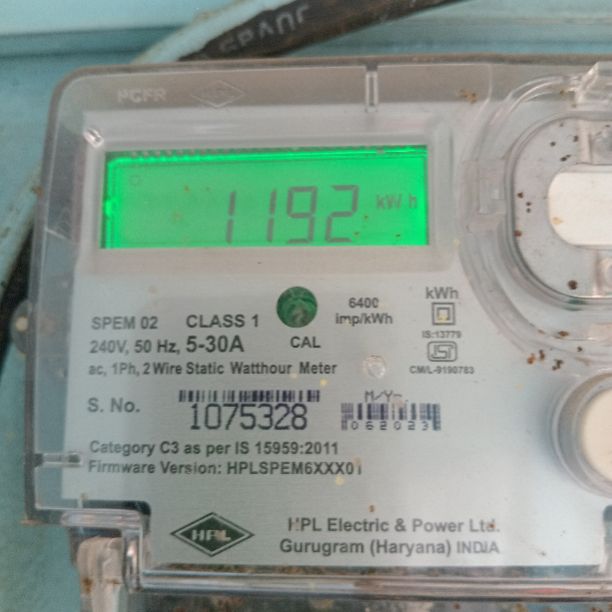 HPL
1192 kWh
SPEM 02 CLASS 1
240V, 50 Hz, 5-30A
CAL
6400
imp/kWh
kWh
IS:13779
ac, 1Ph, 2 Wire Static Watthour Meter
CM/L-9190783
S. No.
1075328
M/Y-
062023
Category C3 as per IS 15959:2011
Firmware Version: HPLSPEM6XXX01
HPL
HPL Electric & Power Ltd.
Gurugram (Haryana) INDIA